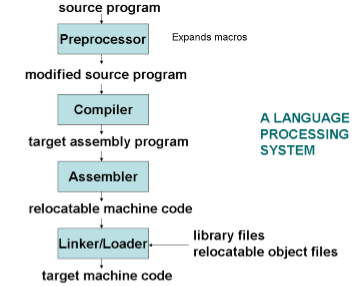 source program
Preprocessor
Expands macros
modified source program
Compiler
target assembly program
A LANGUAGE
PROCESSING
SYSTEM
Assembler
relocatable machine code
Linker/Loader
library files
relocatable object files
target machine code